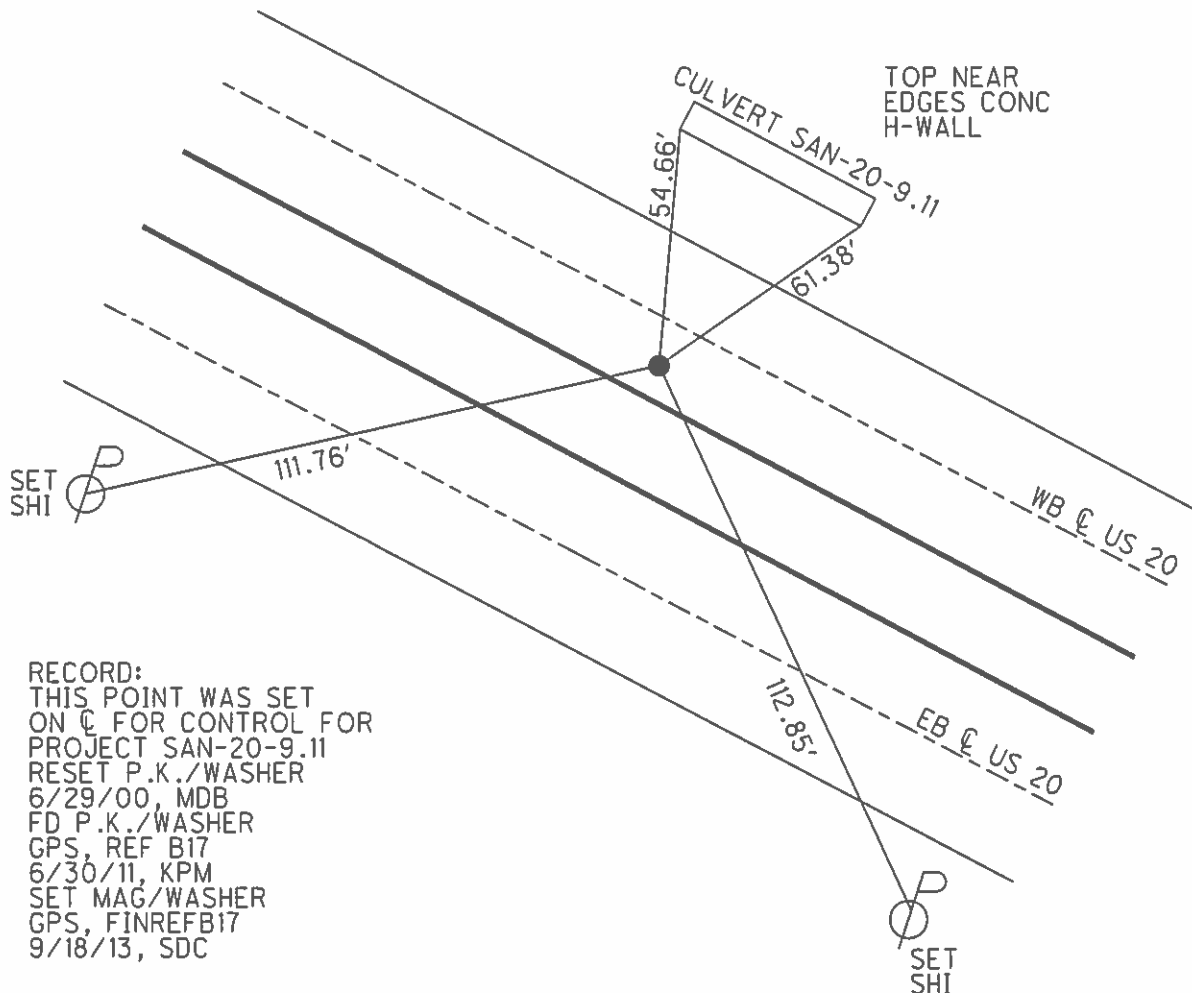 TOP NEAR
EDGES CONC
H-WALL
CULVERT SAN-20-9.11
54.66'
61.38'
111.76'
SET
SHI
WB ℄ US 20
112.85'
EB ℄ US 20
RECORD:
THIS POINT WAS SET
ON ℄ FOR CONTROL FOR
PROJECT SAN-20-9.11
RESET P.K./WASHER
6/29/00, MDB
FD P.K./WASHER
GPS, REF B17
6/30/11, KPM
SET MAG/WASHER
GPS, FINREFB17
9/18/13, SDC
SET
SHI